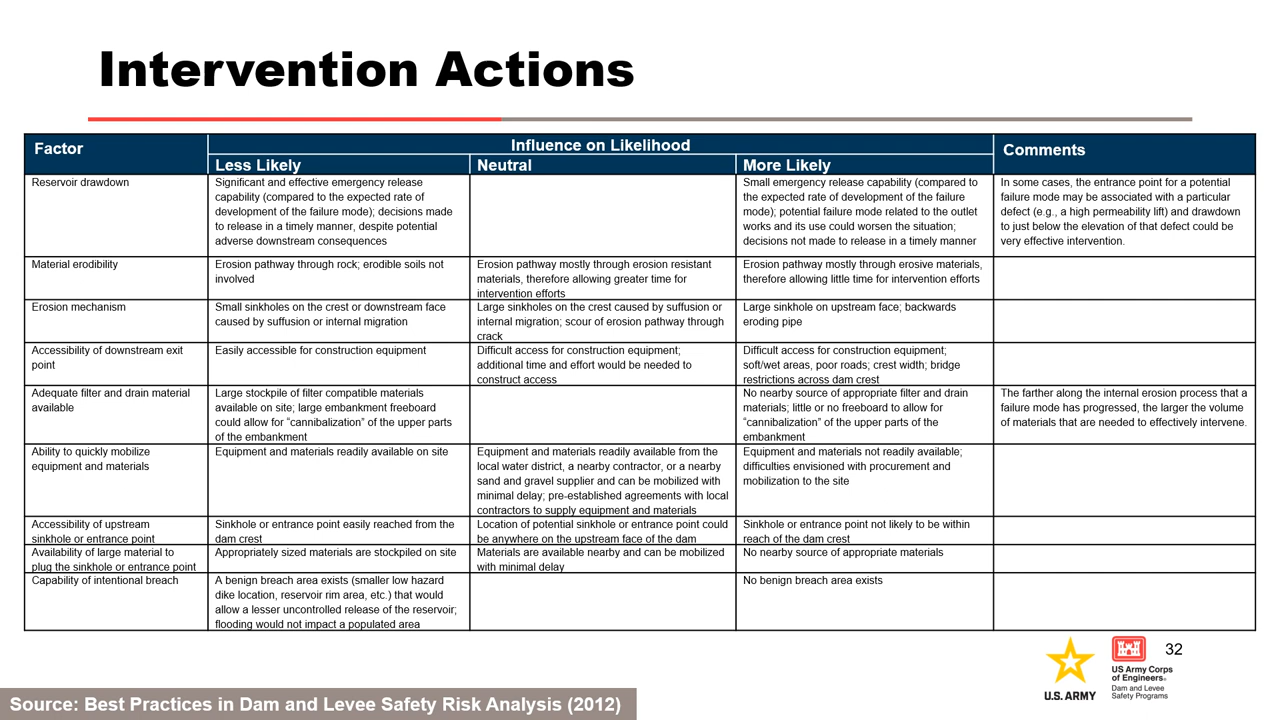 Intervention Actions
Factor
Influence on Likelihood
Comments
Less Likely
Neutral
More Likely
Reservoir drawdown
Significant and effective emergency release
capability (compared to the expected rate of
development of the failure mode); decisions made
to release in a timely manner, despite potential
adverse downstream consequences
Small emergency release capability (compared to
the expected rate of development of the failure
mode); potential failure mode related to the outlet
works and its use could worsen the situation;
decisions not made to release in a timely manner
In some cases, the entrance point for a potential
failure mode may be associated with a particular
defect (e.g., a high permeability lift) and drawdown
to just below the elevation of that defect could be
very effective intervention.
Material erodibility
Erosion pathway through rock; erodible soils not
involved
Erosion pathway mostly through erosion resistant
materials, therefore allowing greater time for
intervention efforts
Erosion pathway mostly through erosive materials,
therefore allowing little time for intervention efforts
Erosion mechanism
Small sinkholes on the crest or downstream face
caused by suffusion or internal migration
Large sinkholes on the crest caused by suffusion or
internal migration; scour of erosion pathway through
crack
Large sinkhole on upstream face; backwards
eroding pipe
Accessibility of downstream exit
point
Easily accessible for construction equipment
Difficult access for construction equipment;
additional time and effort would be needed to
construct access
Difficult access for construction equipment;
soft/wet areas, poor roads; crest width; bridge
restrictions across dam crest
Adequate filter and drain material
available
Large stockpile of filter compatible materials
available on site; large embankment freeboard
could allow for “cannibalization” of the upper parts
of the embankment
No nearby source of appropriate filter and drain
materials; little or no freeboard to allow for
“cannibalization” of the upper parts of the
embankment
The farther along the internal erosion process that a
failure mode has progressed, the larger the volume
of materials that are needed to effectively intervene.
Ability to quickly mobilize
equipment and materials
Equipment and materials readily available on site
Equipment and materials readily available from the
local water district, a nearby contractor, or a nearby
sand and gravel supplier and can be mobilized with
minimal delay; pre-established agreements with local
contractors to supply equipment and materials
Equipment and materials not readily available;
difficulties envisioned with procurement and
mobilization to the site
Accessibility of upstream
sinkhole or entrance point
Sinkhole or entrance point easily reached from the
dam crest
Location of potential sinkhole or entrance point could
be anywhere on the upstream face of the dam
Sinkhole or entrance point not likely to be within
reach of the dam crest
Availability of large material to
plug the sinkhole or entrance point
Appropriately sized materials are stockpiled on site
Materials are available nearby and can be mobilized
with minimal delay
No nearby source of appropriate materials
Capability of intentional breach
A benign breach area exists (smaller low hazard
dike location, reservoir rim area, etc.) that would
allow a lesser uncontrolled release of the reservoir;
flooding would not impact a populated area
No benign breach area exists
32
U.S. ARMY
US Army Corps
of Engineers®
Dam and Levee
Safety Programs
Source: Best Practices in Dam and Levee Safety Risk Analysis (2012)